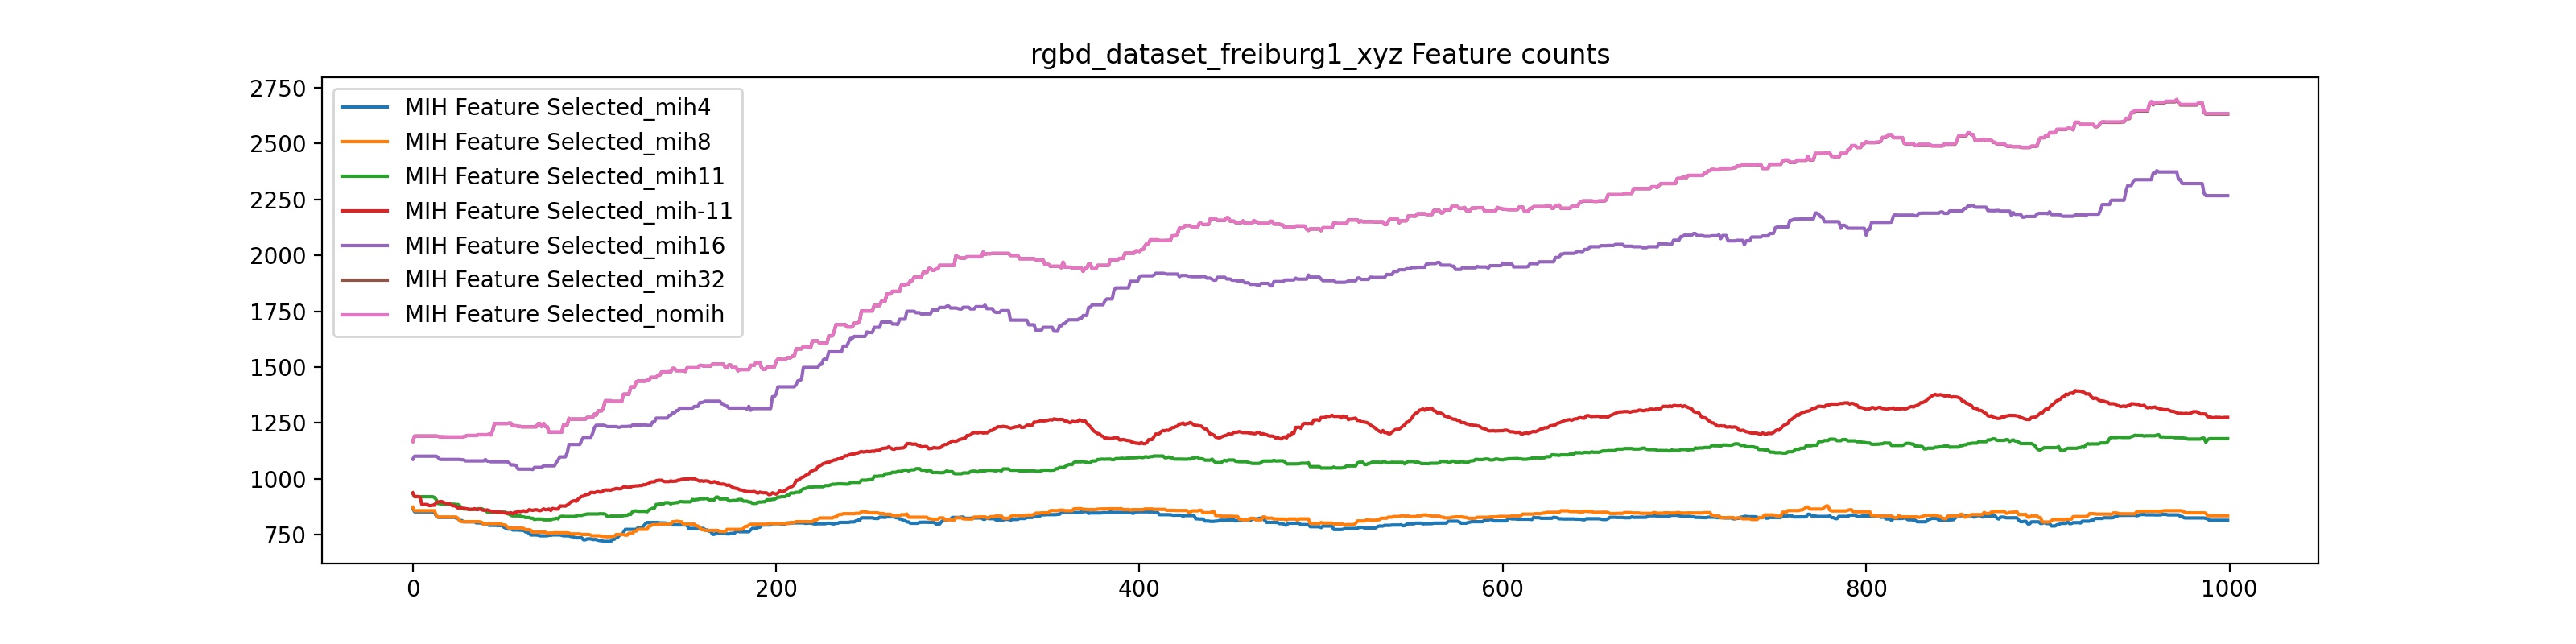 rgbd_dataset_freiburg1_xyz Feature counts
2750
2500
2250
2000
1750
1500
1250
1000
750
MIH Feature Selected_mih4
MIH Feature Selected_mih8
MIH Feature Selected_mih11
MIH Feature Selected_mih-11
MIH Feature Selected_mih16
MIH Feature Selected_mih32
MIH Feature Selected_nomih
0 200 400 600 800 1000